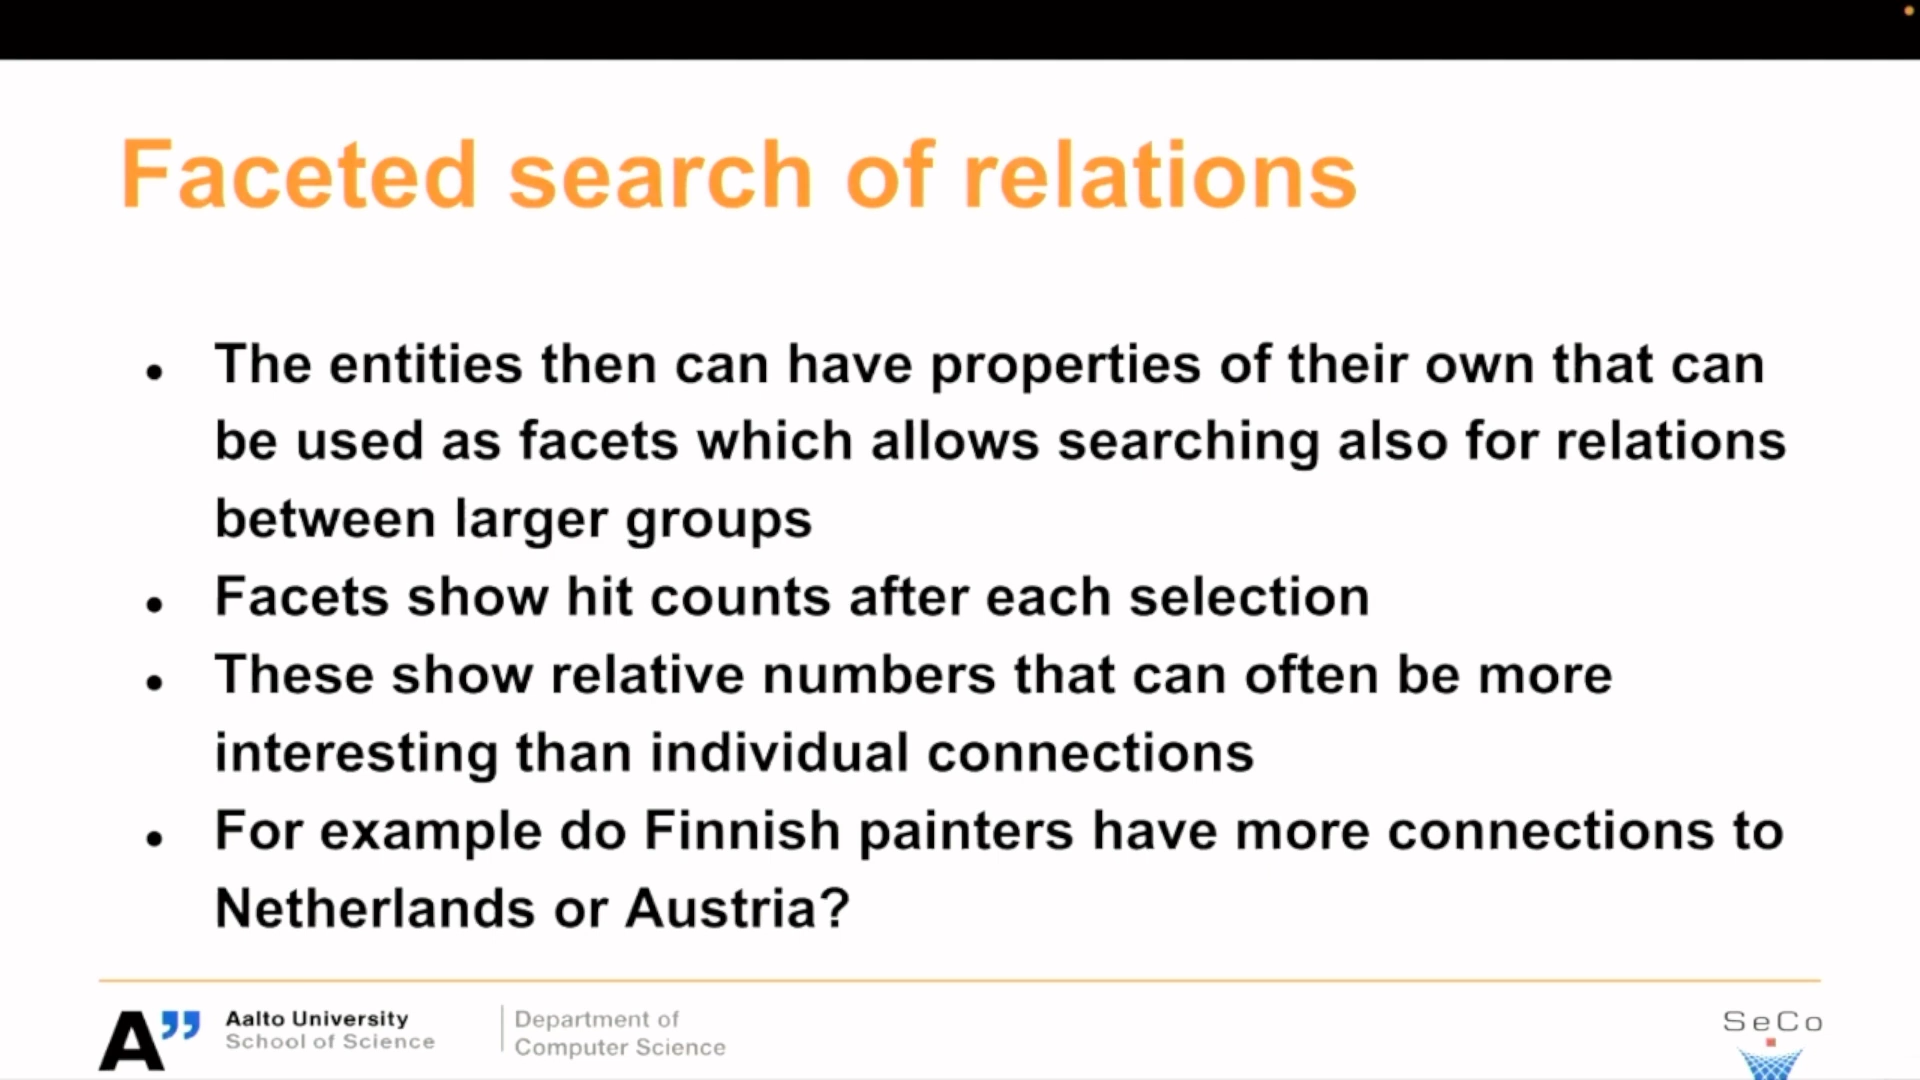 Faceted search of relations
• The entities then can have properties of their own that can
be used as facets which allows searching also for relations
between larger groups
• Facets show hit counts after each selection
• These show relative numbers that can often be more
interesting than individual connections
• For example do Finnish painters have more connections to
Netherlands or Austria?
A”
Aalto University
School of Science
Department of
Computer Science
SeCo